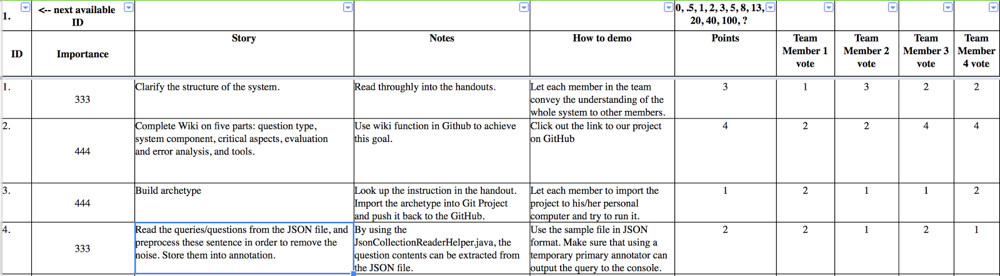 1. <-- next available 0, .5, 1, 2, 3, 5, 8, 13,
ID 20, 40, 100, ?
ID Importance Story Notes How to demo Points Team Team Team Team
Member 1 Member 2 Member 3 Member
vote vote vote 4 vote
1. 333 Clarify the structure of the system. Read throughly into the handouts. Let each member in the team 3 1 3 2 2
convey the understanding of the
whole system to other members.
2. 444 Complete Wiki on five parts: question type, Use wiki function in Github to achieve Click out the link to our project 4 2 2 4 4
system component, critical aspects, evaluation this goal. on GitHub
and error analysis, and tools.
3. 444 Build archetype Look up the instruction in the handout. Let each member to import the 1 2 1 1 2
Import the archetype into Git Project project to his/her personal
and push it back to the GitHub. computer and try to run it.
4. 333 Read the queries/questions from the JSON file, and By using the Use the sample file in JSON 2 2 1 2 1
preprocess these sentence in order to remove the JsonCollectionReaderHelper.java, the format. Make sure that using a
noise. Store them into annotation. question contents can be extracted from temporary primary annotator can
the JSON file. output the query to the console.